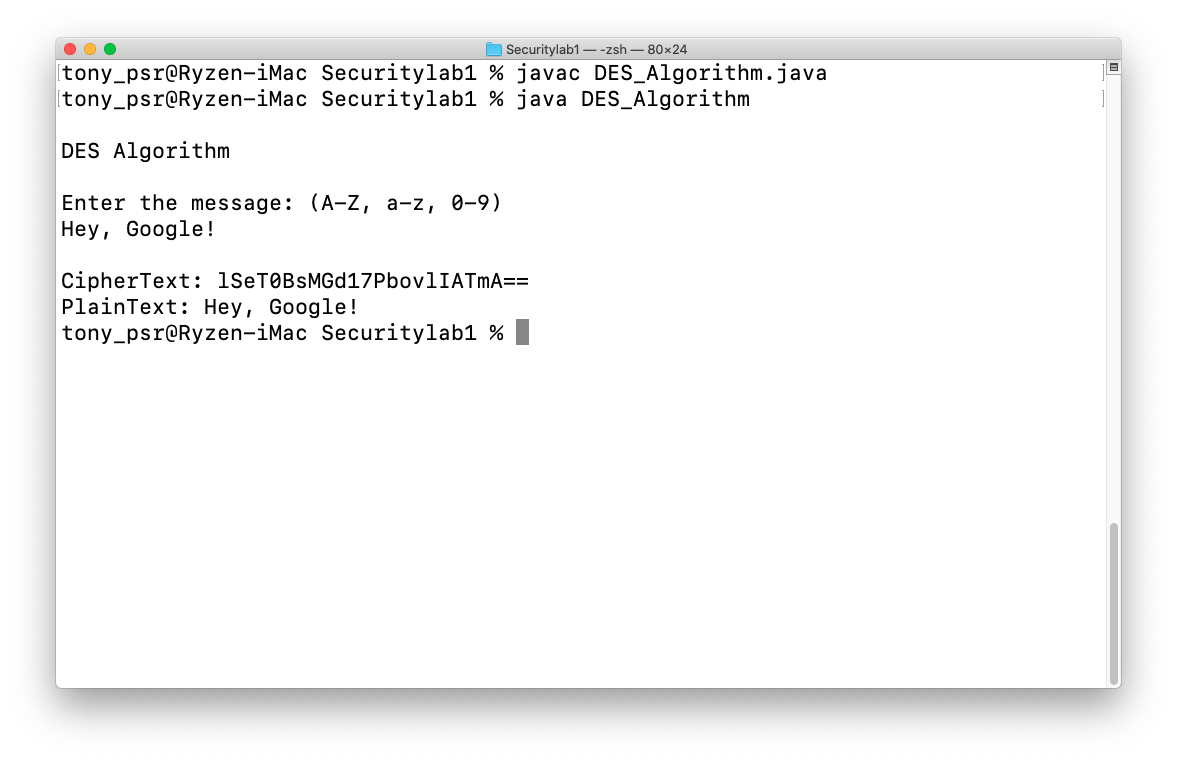 Securitylab1 — -zsh — 80×24
[tony_psr@Ryzen-iMac Securitylab1 % javac DES_Algorithm.java ]
[tony_psr@Ryzen-iMac Securitylab1 % java DES_Algorithm ]
DES Algorithm
Enter the message: (A-Z, a-z, 0-9)
Hey, Google!
CipherText: lSeT0BsMGd17PbovlIATmA==
PlainText: Hey, Google!
tony_psr@Ryzen-iMac Securitylab1 %